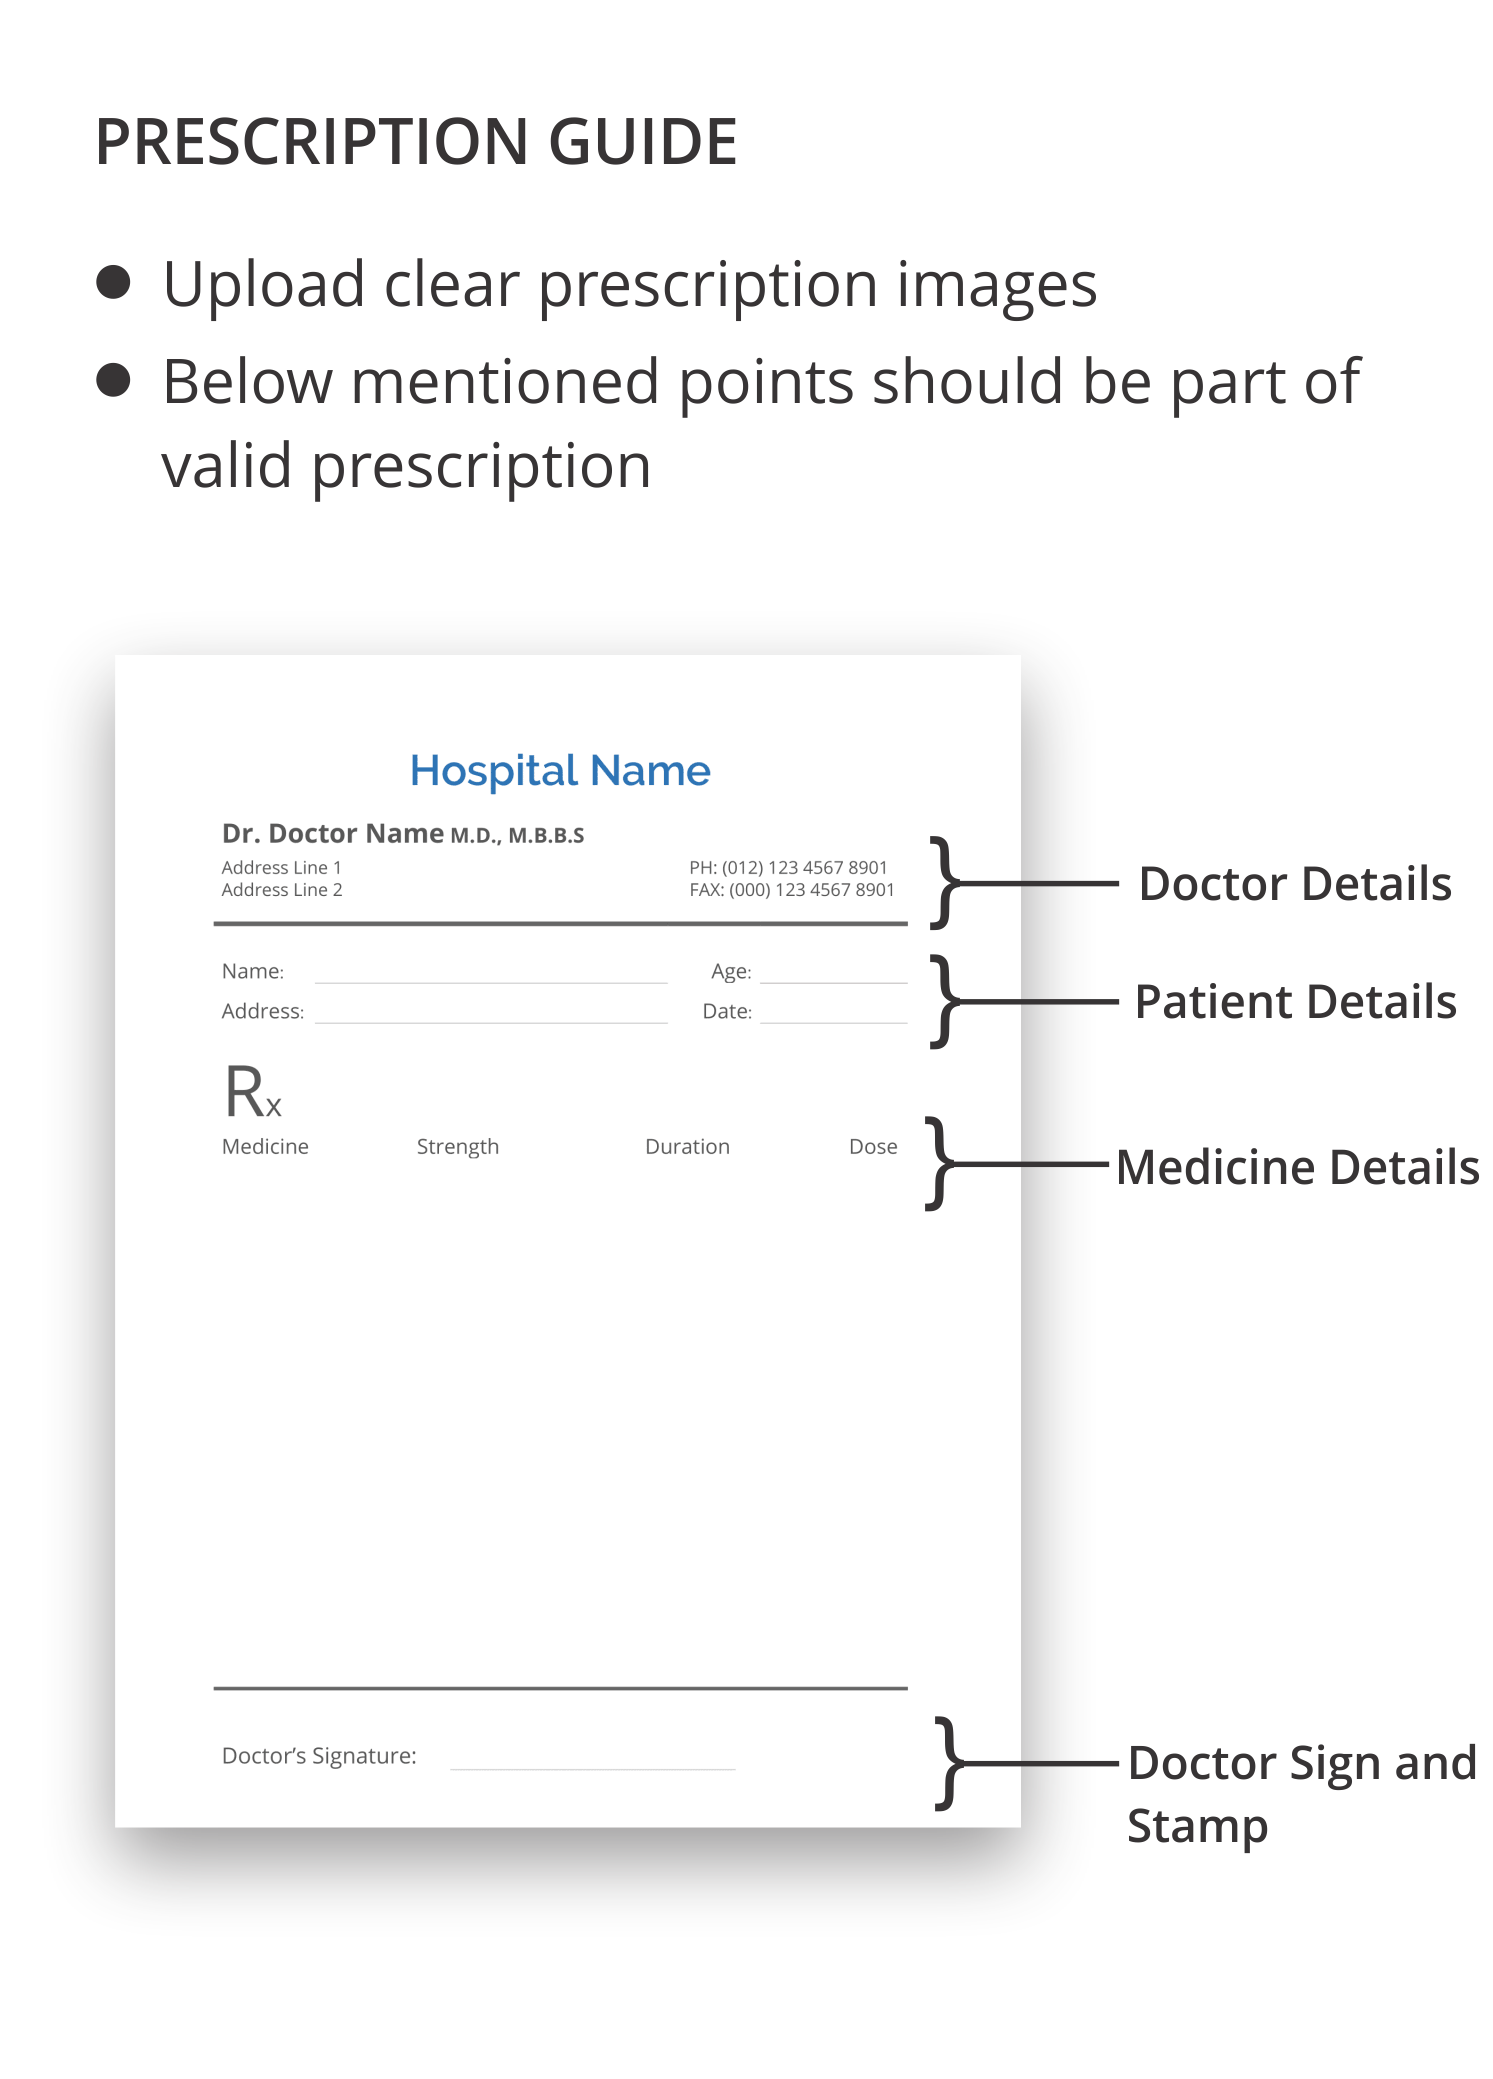 PRESCRIPTION GUIDE
● Upload clear prescription images
● Below mentioned points should be part of
valid prescription
Hospital Name
Dr. Doctor Name M.D., M.B.B.S
Address Line 1 PH: (012) 123 4567 8901
Address Line 2 FAX: (000) 123 4567 8901
} Doctor Details
Name: Age:
Address: Date:
} Patient Details
Rx
Medicine Strength Duration Dose
} Medicine Details
Doctor’s Signature:
} Doctor Sign and
Stamp